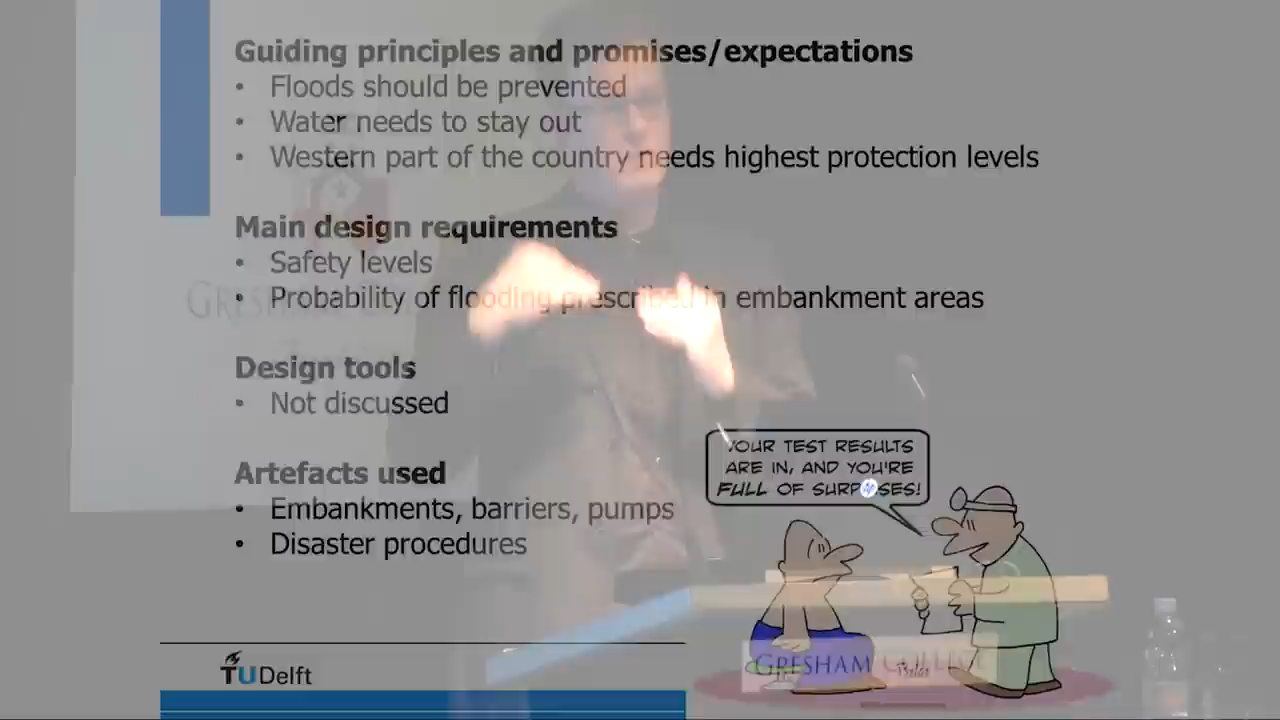 Guiding principles and promises/expectations
• Floods should be prevented
• Water needs to stay out
• Western part of the country needs highest protection levels
Main design requirements
• Safety levels
• Probability of flooding prescribed in embankment areas
GRESHAM
Design tools
• Not discussed
Artefacts used
• Embankments, barriers, pumps
• Disaster procedures
YOUR TEST RESULTS
ARE IN, AND YOU'RE
FULL OF SURPRISES!
TUDelft
GRESHAM COLLEGE